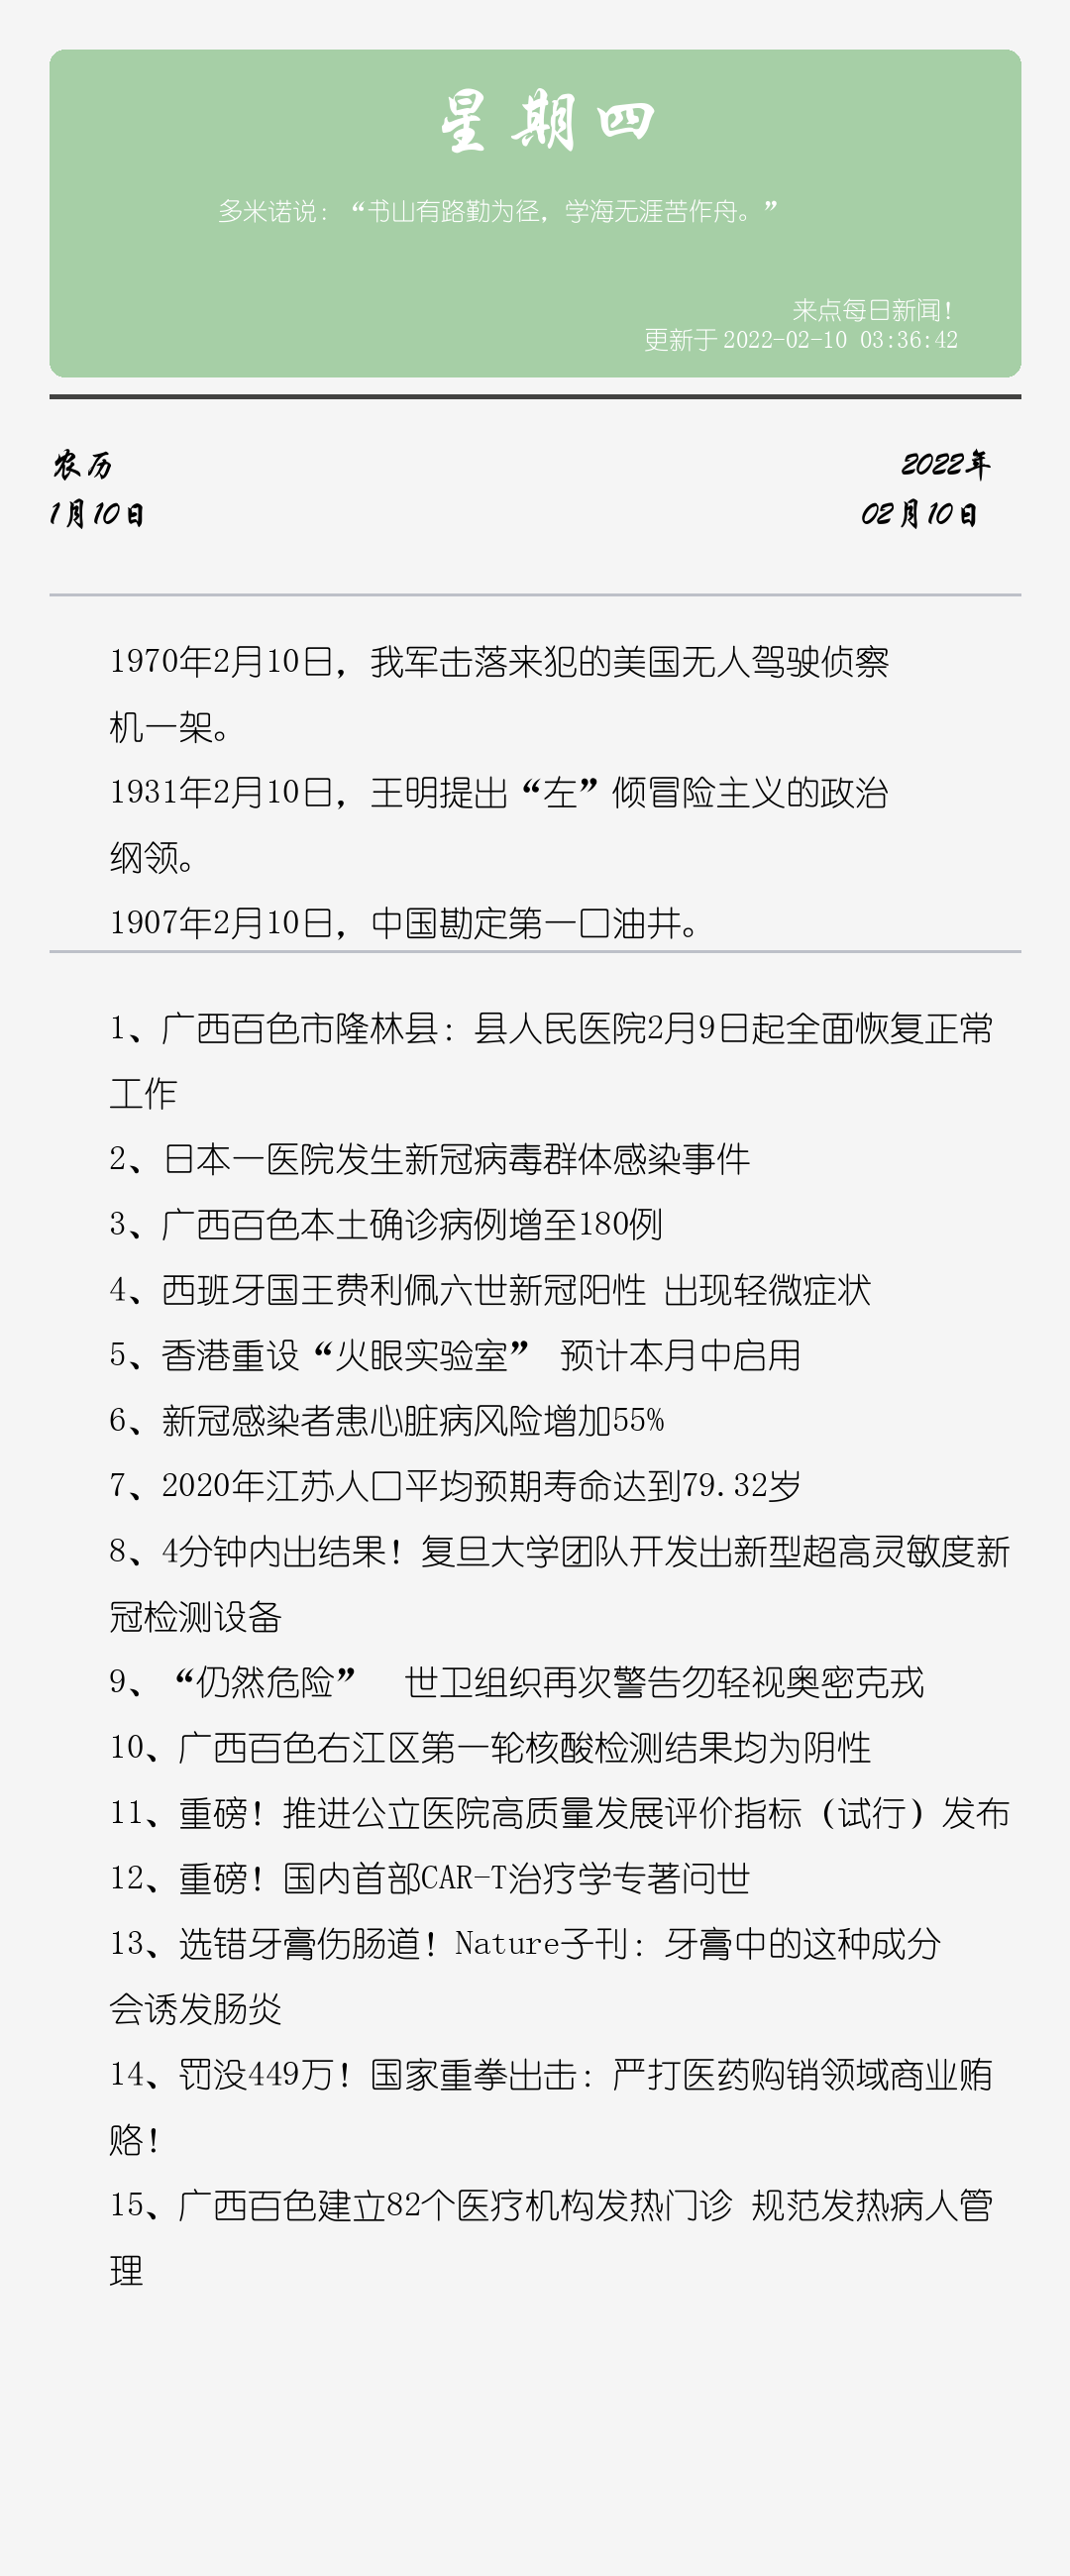 星期四
多米诺说：“书山有路勤为径，学海无涯苦作舟。”
来点每日新闻！
更新于 2022-02-10 03:36:42
农历 2022年
1月10日 02月10日
1970年2月10日，我军击落来犯的美国无人驾驶侦察
机一架。
1931年2月10日，王明提出“左”倾冒险主义的政治
纲领。
1907年2月10日，中国勘定第一口油井。
1、广西百色市隆林县：县人民医院2月9日起全面恢复正常
工作
2、日本一医院发生新冠病毒群体感染事件
3、广西百色本土确诊病例增至180例
4、西班牙国王费利佩六世新冠阳性 出现轻微症状
5、香港重设“火眼实验室” 预计本月中启用
6、新冠感染者患心脏病风险增加55%
7、2020年江苏人口平均预期寿命达到79.32岁
8、4分钟内出结果！复旦大学团队开发出新型超高灵敏度新
冠检测设备
9、“仍然危险”  世卫组织再次警告勿轻视奥密克戎
10、广西百色右江区第一轮核酸检测结果均为阴性
11、重磅！推进公立医院高质量发展评价指标（试行）发布
12、重磅！国内首部CAR-T治疗学专著问世
13、选错牙膏伤肠道！Nature子刊：牙膏中的这种成分
会诱发肠炎
14、罚没449万！国家重拳出击：严打医药购销领域商业贿
赂！
15、广西百色建立82个医疗机构发热门诊 规范发热病人管
理